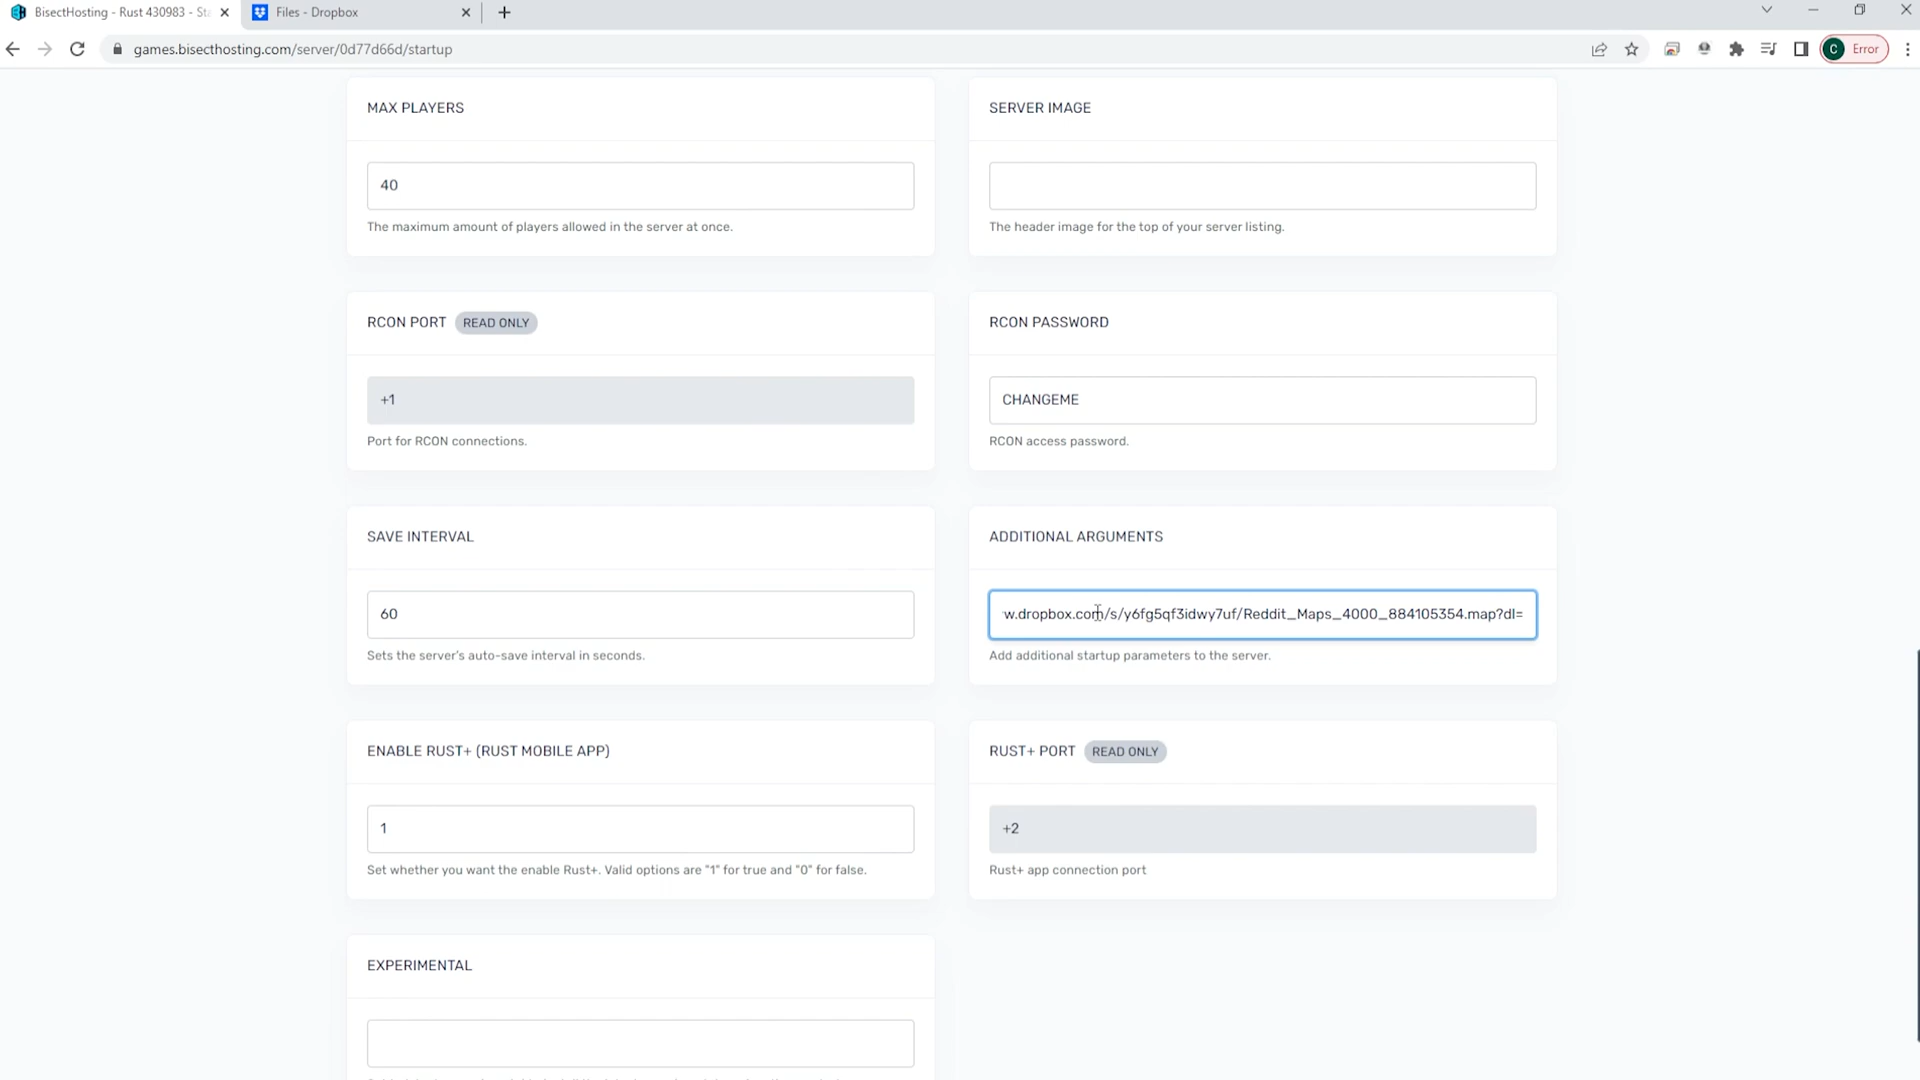 BisectHosting - Rust 430983 - Sta
Files - Dropbox
games.bisecthosting.com/server/0d77d66d/startup
C Error
MAX PLAYERS
40
The maximum amount of players allowed in the server at once.
SERVER IMAGE
The header image for the top of your server listing.
RCON PORT READ ONLY
+1
Port for RCON connections.
RCON PASSWORD
CHANGEME
RCON access password.
SAVE INTERVAL
60
Sets the server's auto-save interval in seconds.
ADDITIONAL ARGUMENTS
w.dropbox.com/s/y6fg5qf3idwy7uf/Reddit_Maps_4000_884105354.map?dl=
Add additional startup parameters to the server.
ENABLE RUST+ (RUST MOBILE APP)
1
Set whether you want the enable Rust+. Valid options are "1" for true and "0" for false.
RUST+ PORT READ ONLY
+2
Rust+ app connection port
EXPERIMENTAL